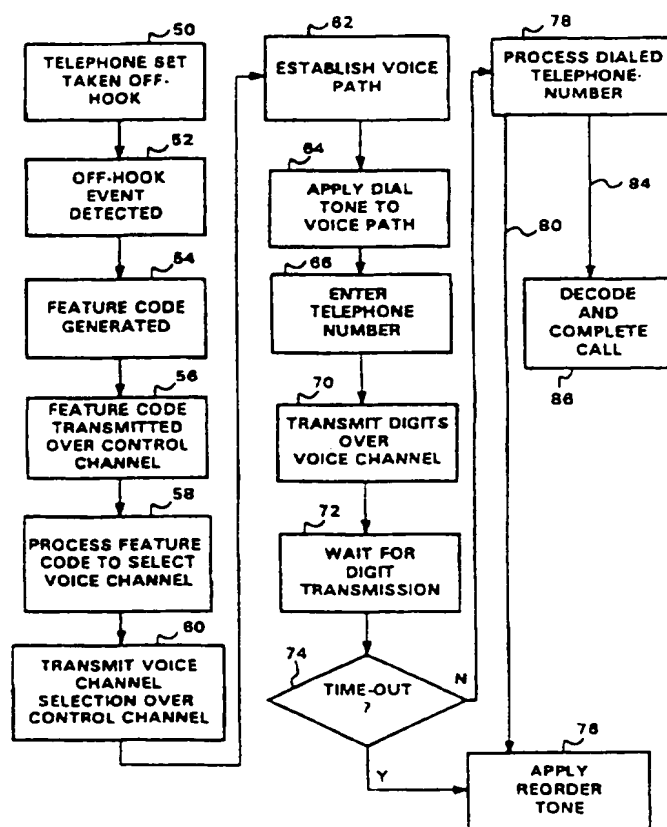 50
TELEPHONE SET
TAKEN OFF-
HOOK
52
OFF-HOOK
EVENT
DETECTED
54
FEATURE CODE
GENERATED
56
FEATURE CODE
TRANSMITTED
OVER CONTROL
CHANNEL
58
PROCESS FEATURE
CODE TO SELECT
VOICE CHANNEL
60
TRANSMIT VOICE
CHANNEL
SELECTION OVER
CONTROL CHANNEL
62
ESTABLISH VOICE
PATH
64
APPLY DIAL
TONE TO
VOICE PATH
66
ENTER
TELEPHONE
NUMBER
70
TRANSMIT DIGITS
OVER
VOICE CHANNEL
72
WAIT FOR
DIGIT
TRANSMISSION
74
TIME-OUT
?
N
Y
78
PROCESS DIALED
TELEPHONE-
NUMBER
84
80
DECODE
AND
COMPLETE
CALL
86
76
APPLY
REORDER
TONE